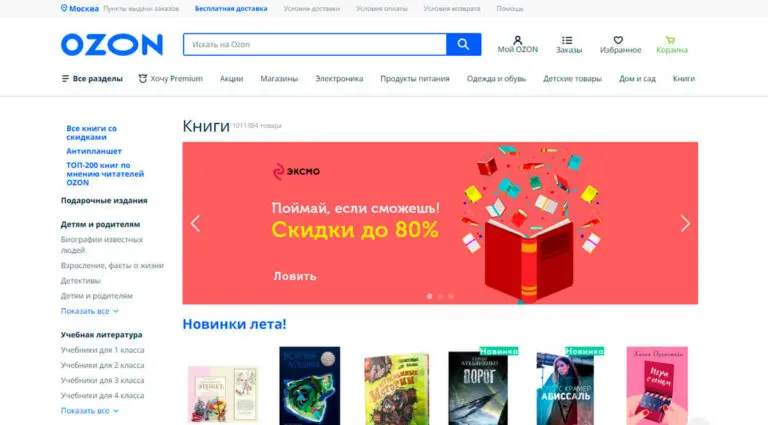 Москва Пункты выдачи заказов Бесплатная доставка Условия доставки Условия оплаты Условия возврата Помощь
OZON
Искать на Ozon
Мой OZON Заказы Избранное Корзина
Все разделы Хочу Premium Акции Магазины Электроника Продукты питания Одежда и обувь Детские товары Дом и сад Книги
Все книги со
скидками
Антипланшет
ТОП-200 книг по
мнению читателей
OZON
Подарочные издания
Детям и родителям
Биографии известных
людей
Взросление, факты о жизни
Детективы
Детям и родителям
Показать все
Учебная литература
Учебники для 1 класса
Учебники для 2 класса
Учебники для 3 класса
Учебники для 4 класса
Показать все
Книги 1011384 товара
ЭКСМО
Поймай, если сможешь!
Скидки до 80%
Ловить
Новинки лета!
Новинка
Новинка
ПОРОГ
КРАМЕР
АБИССАЛЬ